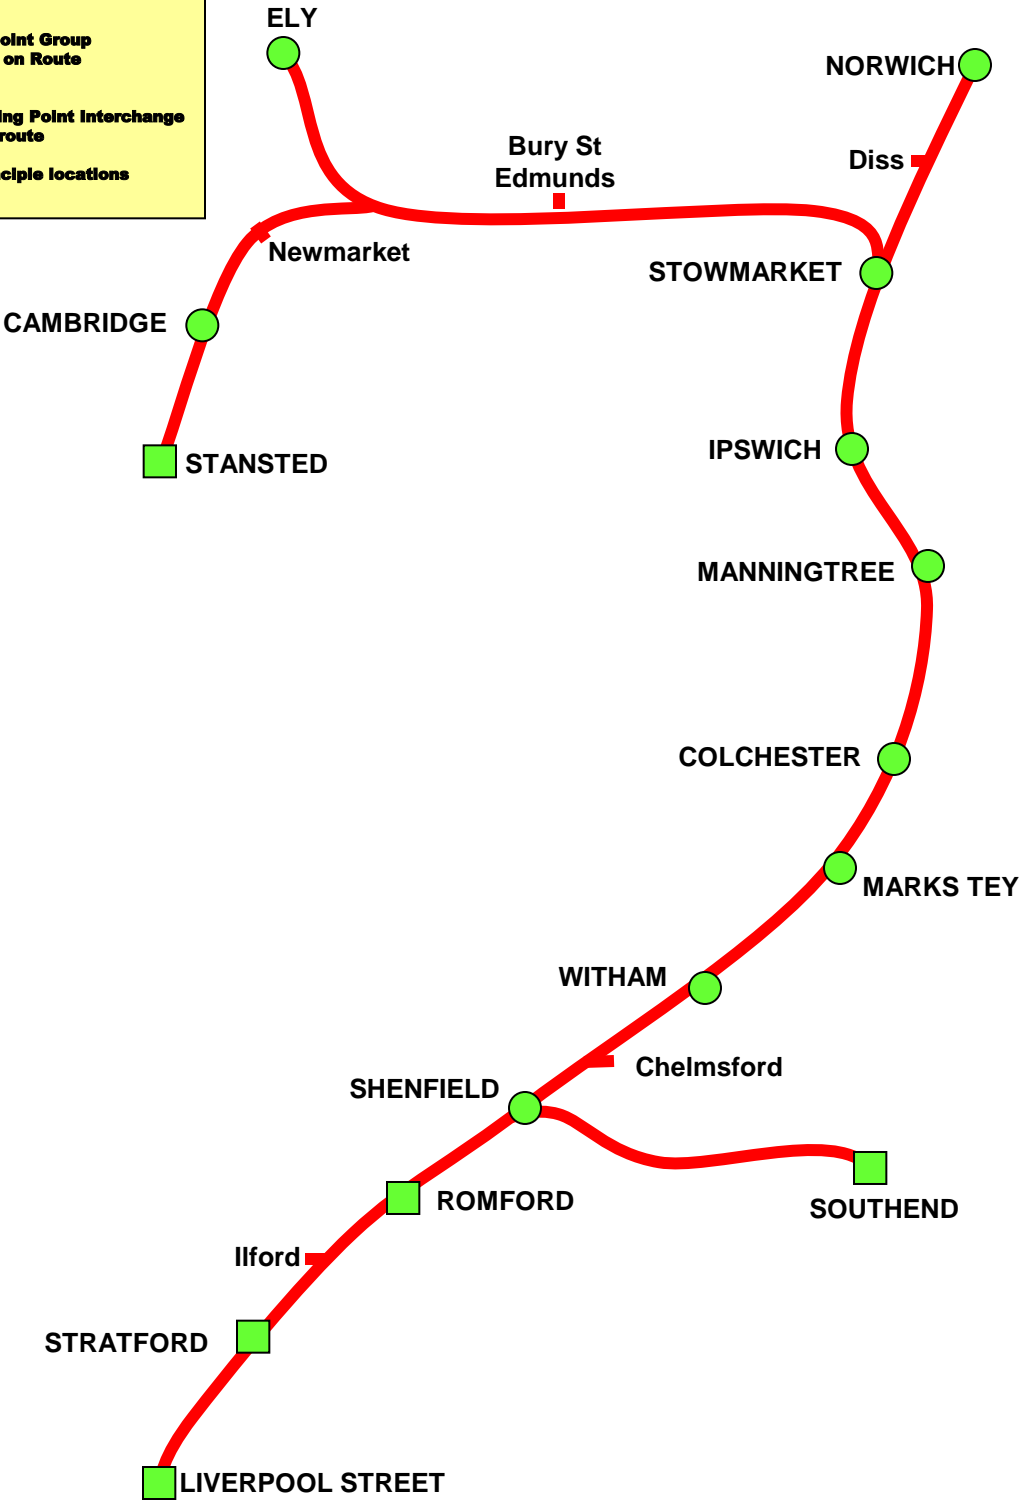 ELY
oint Group
on Route
NORWICH
ing Point Interchange
route
Bury St
Edmunds
Diss
ciple locations
Newmarket
STOWMARKET
CAMBRIDGE
IPSWICH
STANSTED
MANNINGTREE
COLCHESTER
MARKS TEY
WITHAM
Chelmsford
SHENFIELD
ROMFORD
SOUTHEND
Ilford
STRATFORD
LIVERPOOL STREET